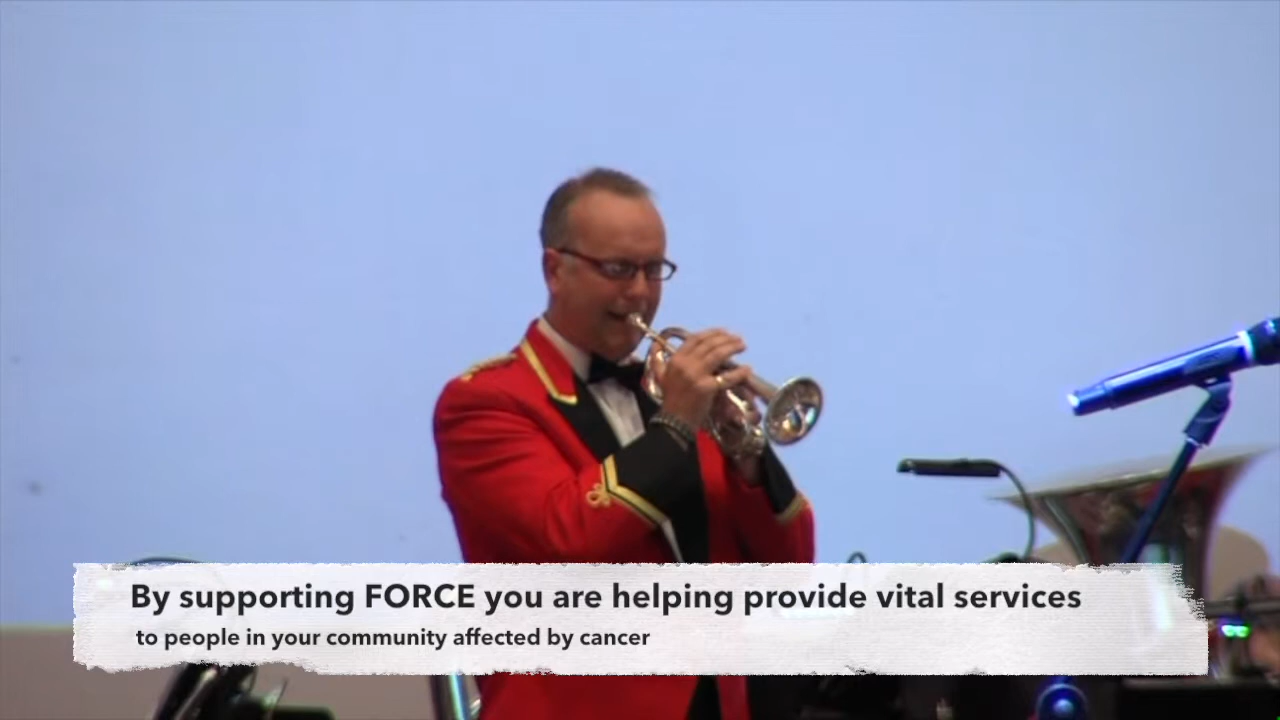 By supporting FORCE you are helping provide vital services
to people in your community affected by cancer